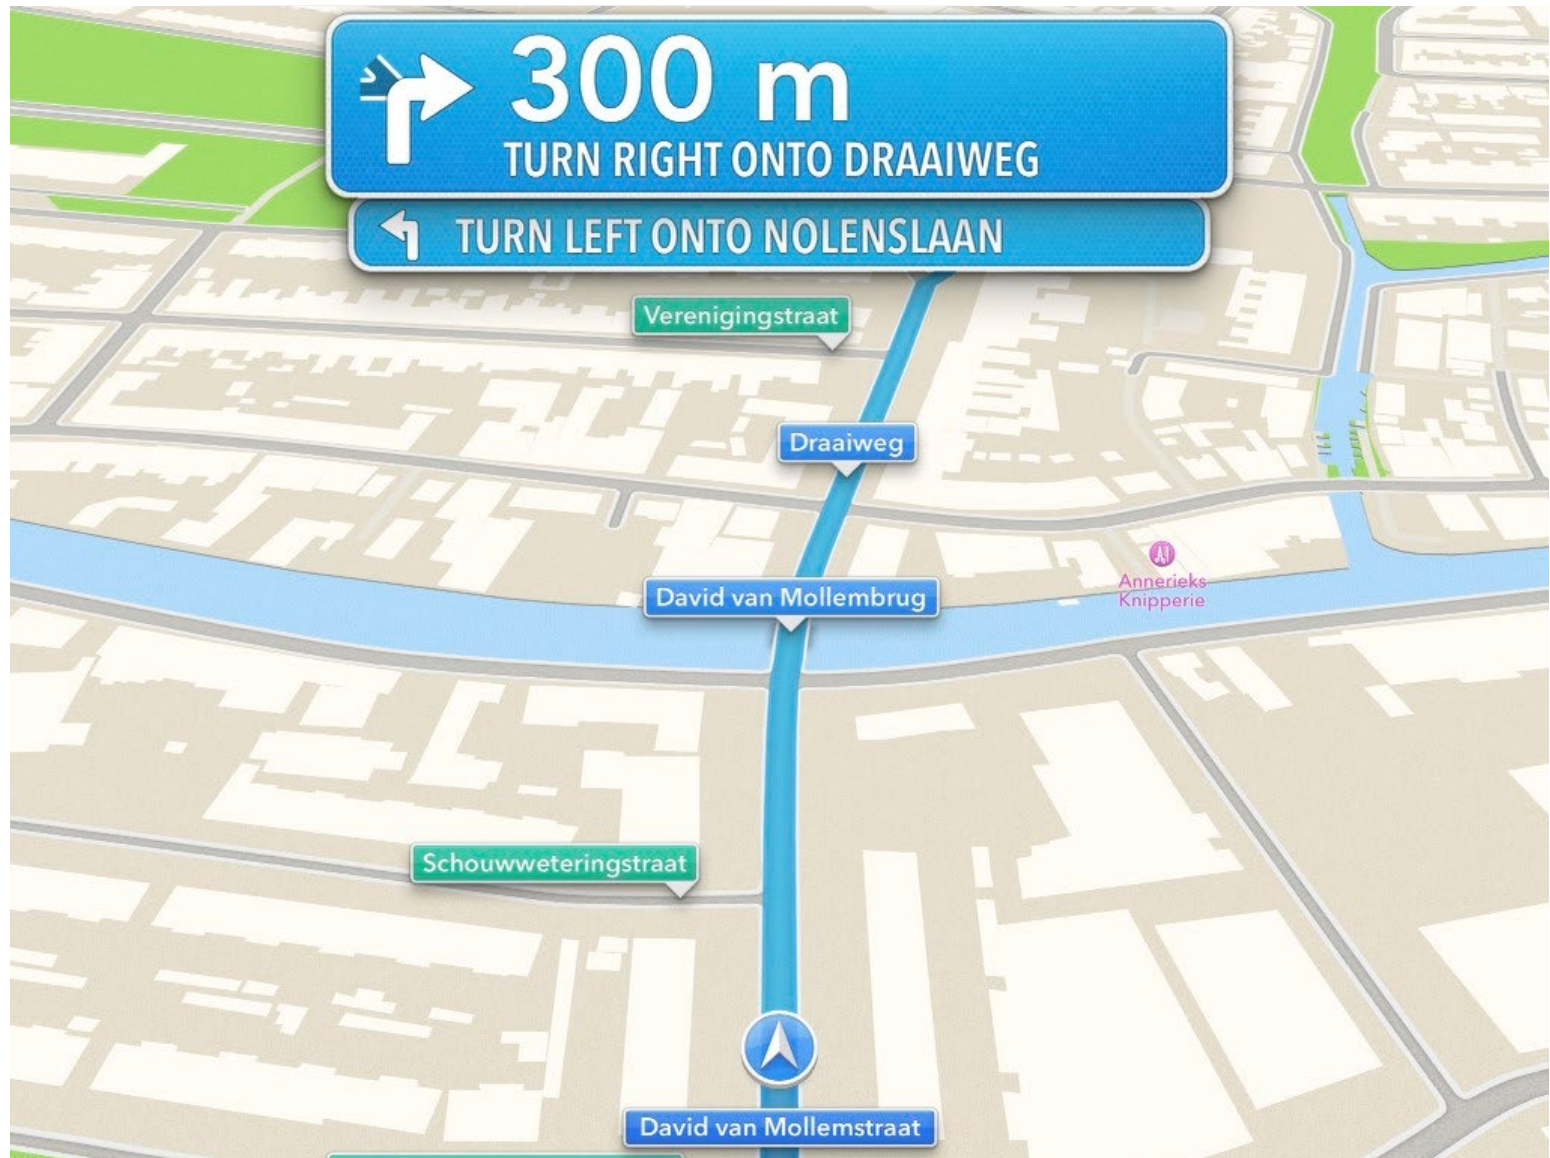 300 m
TURN RIGHT ONTO DRAAIWEG
TURN LEFT ONTO NOLENSLAAN
Verenigingstraat
Draaiweg
Annerieks
Knipperie
David van Mollembrug
Schouwweteringstraat
David van Mollemstraat